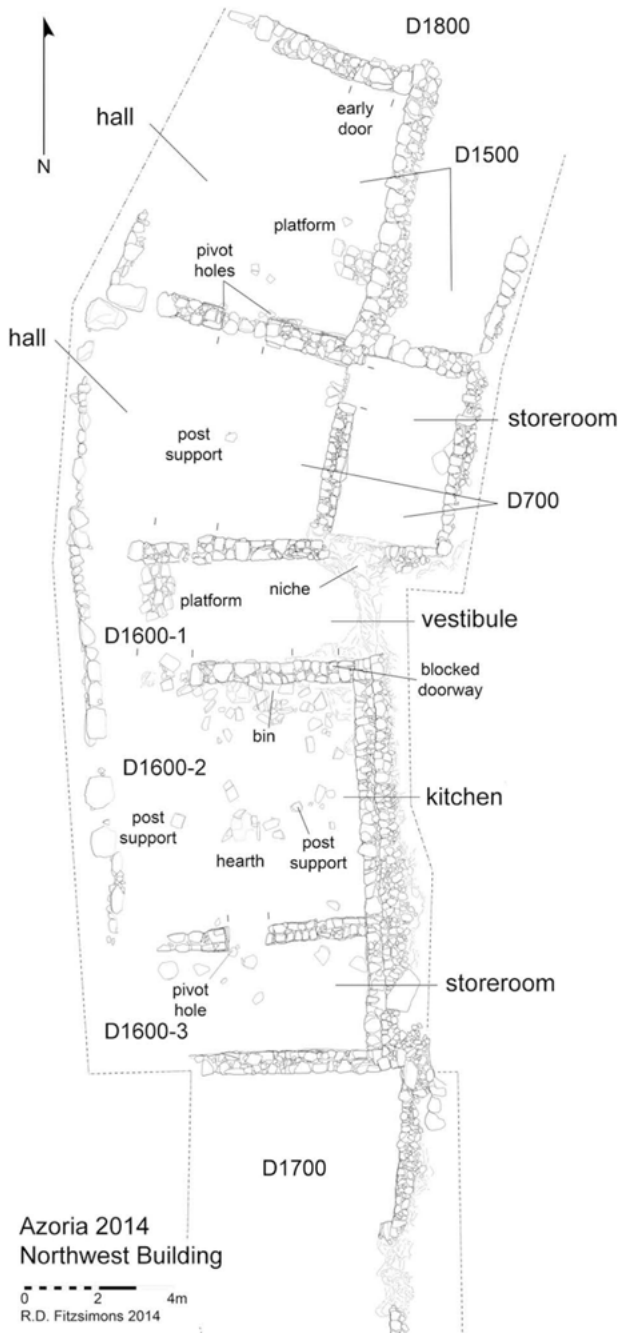 D1800
N
hall
early
door
D1500
platform
pivot
holes
hall
storeroom
post
support
D700
niche
platform
vestibule
D1600-1
blocked
doorway
bin
D1600-2
kitchen
post
support
post
support
hearth
storeroom
pivot
hole
D1600-3
D1700
Azoria 2014
Northwest Building
0 2 4m
R.D. Fitzsimons 2014